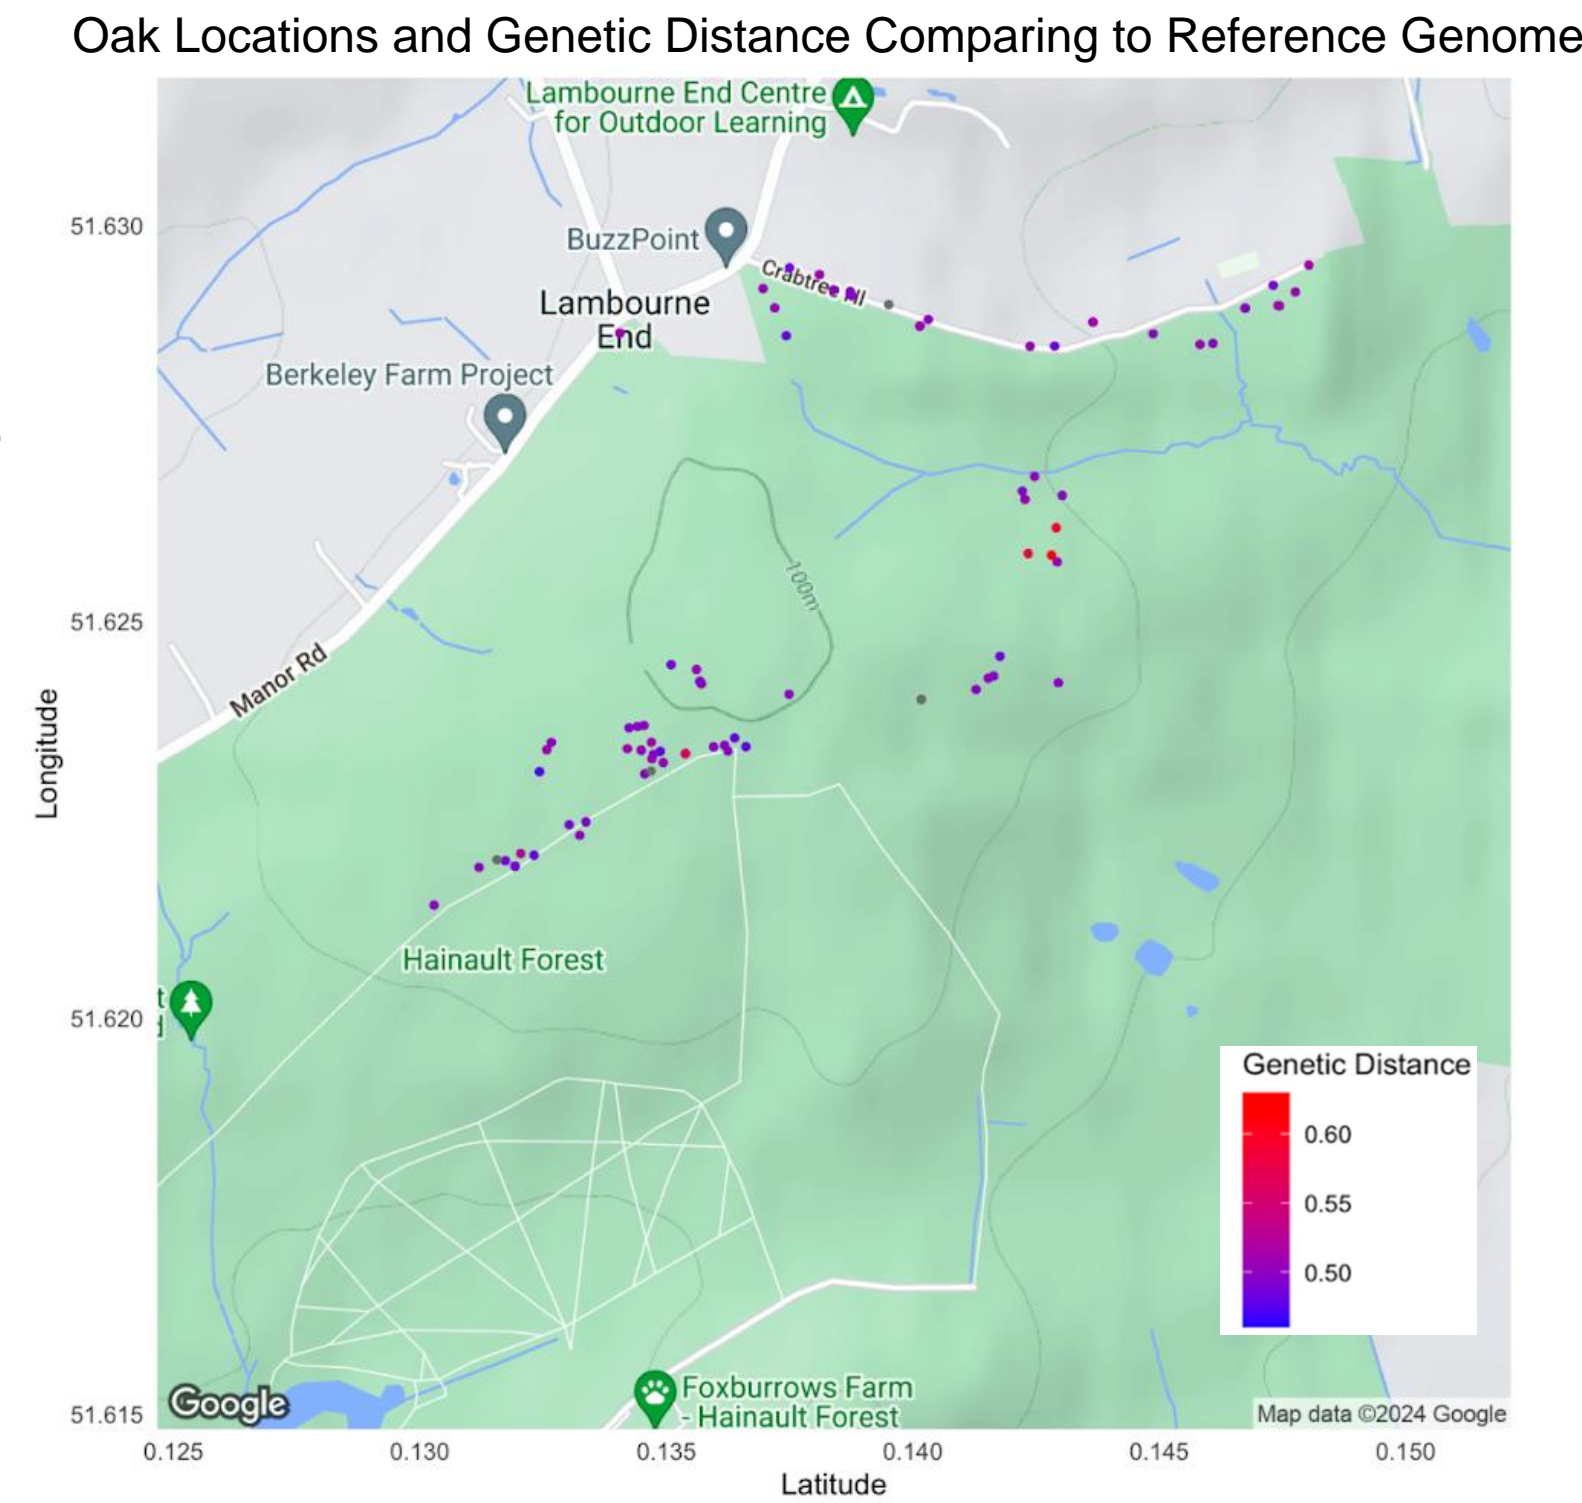 Oak Locations and Genetic Distance Comparing to Reference Genome
Lambourne End Centre
for Outdoor Learning
51.630
BuzzPoint
Crabtree Hl
Lambourne
End
Berkeley Farm Project
100m
51.625
Manor Rd
Longitude
Hainault Forest
t
d
51.620
Genetic Distance
0.60
0.55
0.50
Foxburrows Farm
- Hainault Forest
Google
Map data ©2024 Google
51.615
0.125
0.130
0.135
0.140
0.145
0.150
Latitude